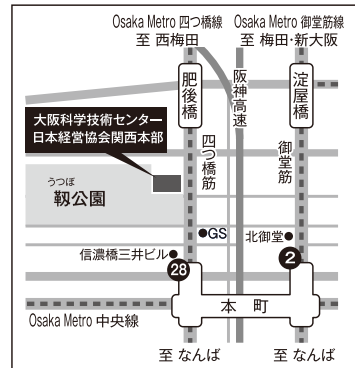 Osaka Metro 四つ橋線
至 西梅田
Osaka Metro 御堂筋線
至 梅田・新大阪
肥後橋
阪神高速
淀屋橋
大阪科学技術センター
日本経営協会関西本部
四つ橋筋
御堂筋
うつぼ
靱公園
GS
北御堂
信濃橋三井ビル
28
2
本町
Osaka Metro 中央線
至 なんば
至 なんば